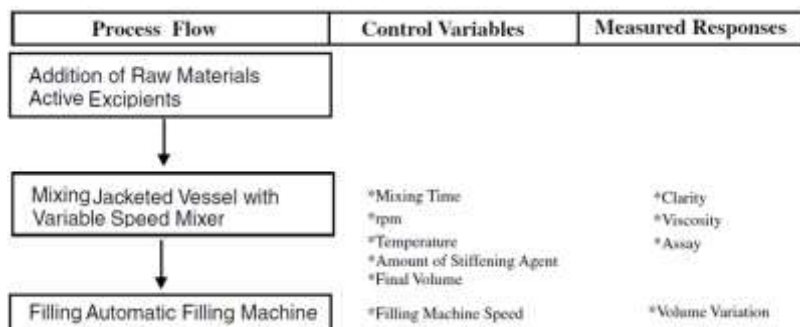 Process Flow Control Variables Measured Responses
Addition of Raw Materials
Active Excipients
Mixing Jacketed Vessel with
Variable Speed Mixer
*Mixing Time
*rpm
*Temperature
*Amount of Stiffening Agent
*Final Volume
*Clarity
*Viscosity
*Assay
Filling Automatic Filling Machine
*Filling Machine Speed
*Volume Variation